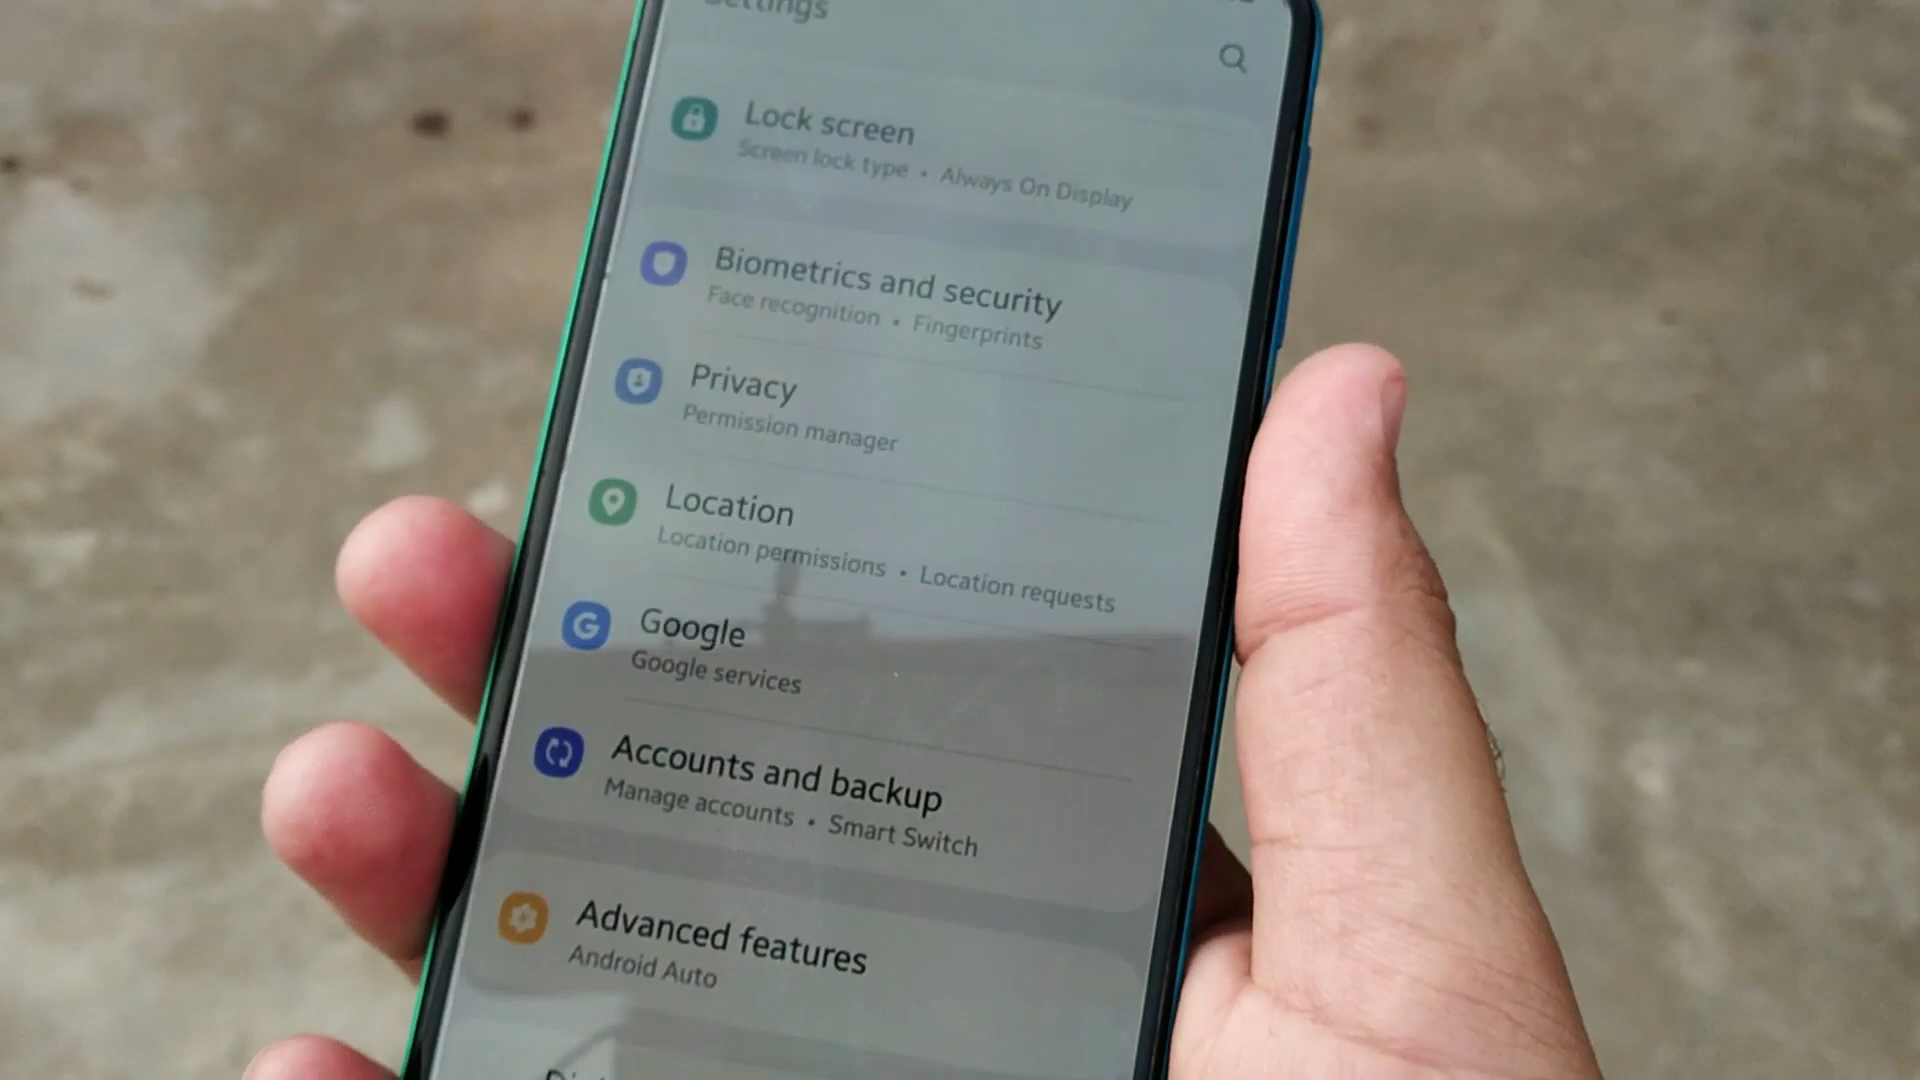 Settings
Lock screen
Screen lock type • Always On Display
Biometrics and security
Face recognition • Fingerprints
Privacy
Permission manager
Location
Location permissions • Location requests
Google
Google services
Accounts and backup
Manage accounts • Smart Switch
Advanced features
Android Auto